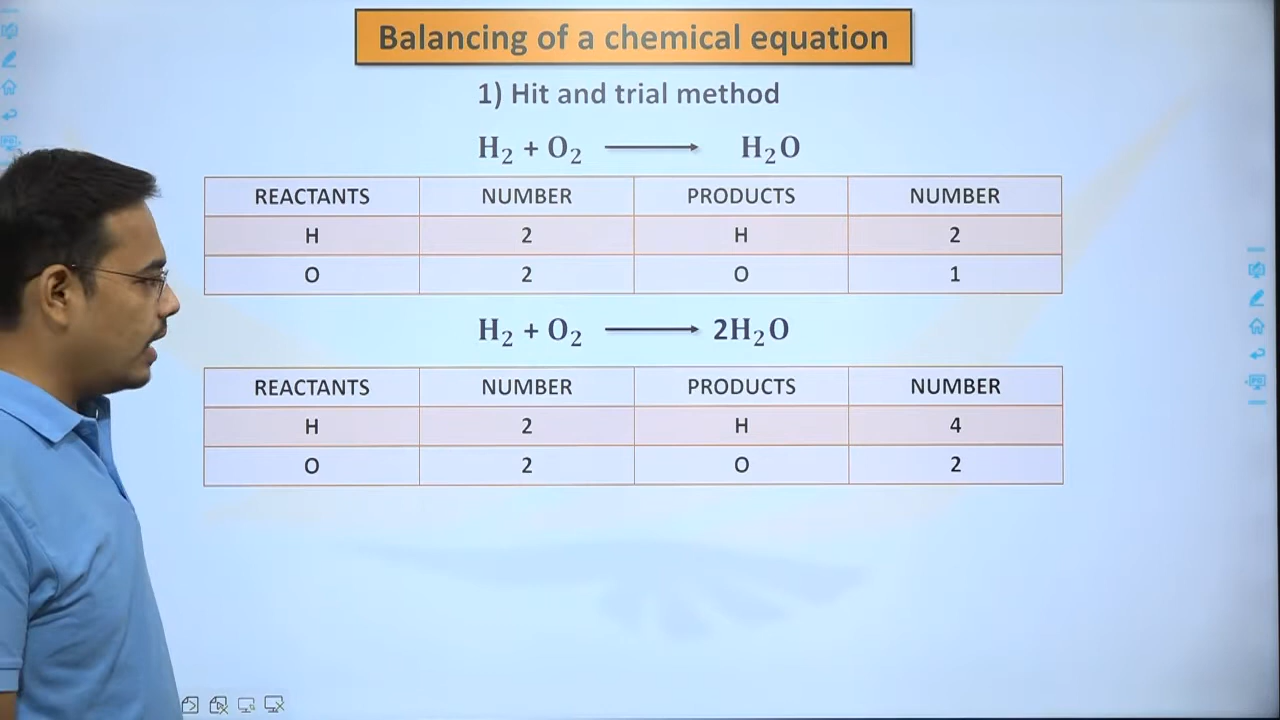 Balancing of a chemical equation
1) Hit and trial method
H₂ + O₂ ⟶ H₂O
REACTANTS NUMBER PRODUCTS NUMBER
H 2 H 2
O 2 O 1
H₂ + O₂ ⟶ 2H₂O
REACTANTS NUMBER PRODUCTS NUMBER
H 2 H 4
O 2 O 2